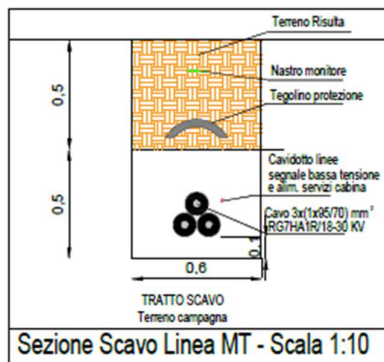 Terreno Risulta
0,5
Nastro monitore
Tegolino protezione
Cavidotto linee
segnale bassa tensione
e alim. servizi cabina
0,5
Cavo 3x(1x95/70) mm²
RG7HA1R/18-30 KV
0,1
0,6
TRATTO SCAVO
Terreno campagna
Sezione Scavo Linea MT - Scala 1:10